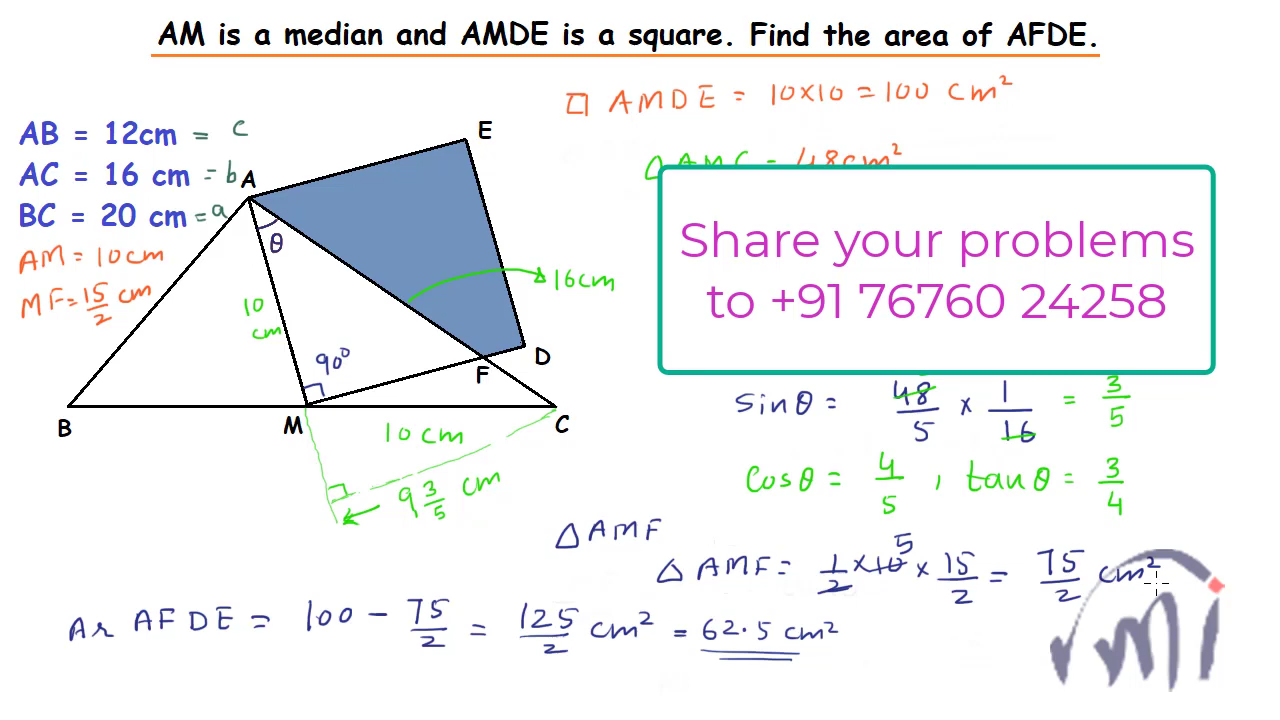 AM is a median and AMDE is a square. Find the area of AFDE.
□ AMDE = 10×10 = 100 cm²
AB = 12cm = c
△ AMC = 48cm²
AC = 16 cm = b
BC = 20 cm = a
AM = 10cm
MF = 15/2 cm
A
E
θ
10 cm
16cm
90°
D
F
B
M
C
10 cm
9 3/5 cm
Share your problems
to +91 76760 24258
Sinθ = 48/5 × 1/16 = 3/5
Cosθ = 4/5 , tanθ = 3/4
△ AMF
△ AMF = 1/2 × 10 5 × 15/2 = 75/2 cm²
Ar AFDE = 100 - 75/2 = 125/2 cm² = 62.5 cm²